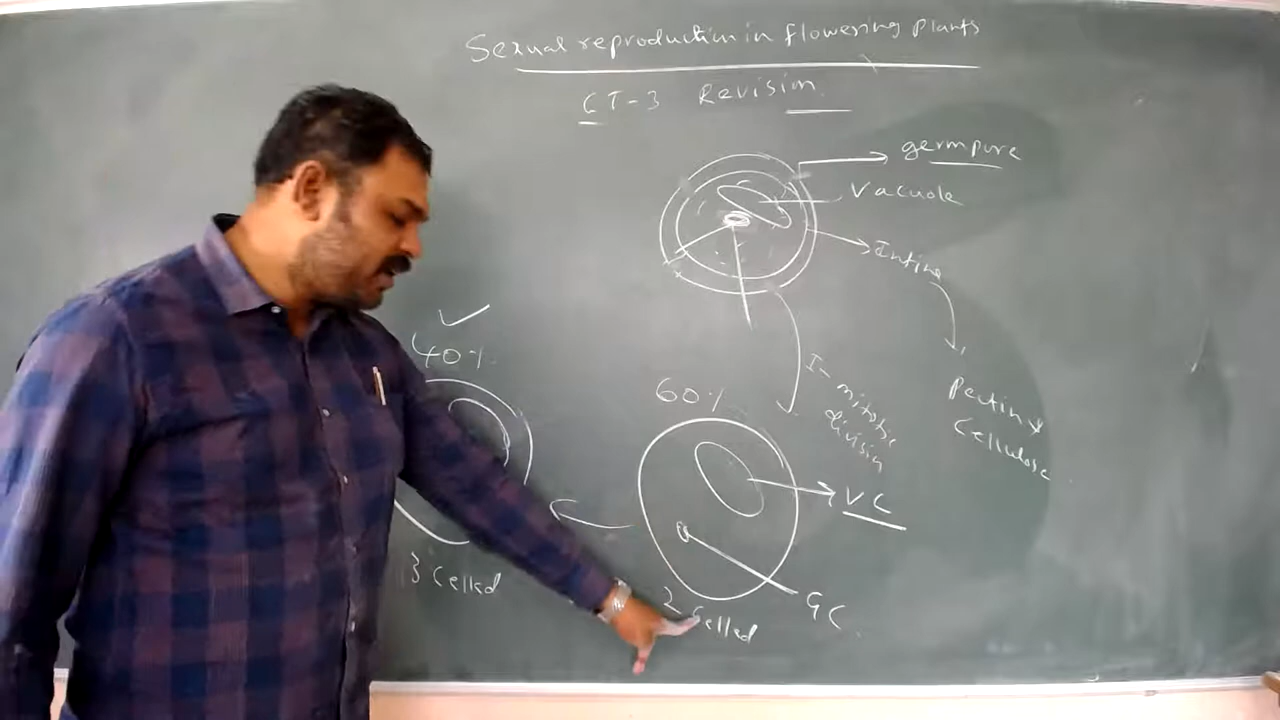 Sexual reproduction in flowering plants
CT-3 Revision
germpore
Vacuole
Intine
Pectin &
Cellulose
I- mitotic
division
40%
60%
VC
GC
3 Celled
2 Celled